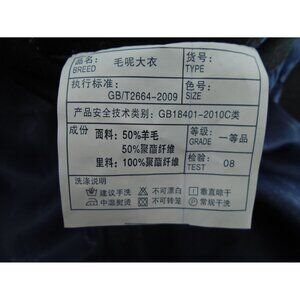 品名: 毛呢大衣 货号:
BREED TYPE
执行标准: 色号:
GB/T2664-2009 SIZE
产品安全技术类别: GB18401-2010C类
成份 面料: 50%羊毛 等级: 一等品
50%聚酯纤维 GRADE
里料: 100%聚酯纤维 检验: 08
TEST
洗涤说明
建议手洗 不可漂白 垂直晾干
中温熨烫 不可转笼 常规干洗